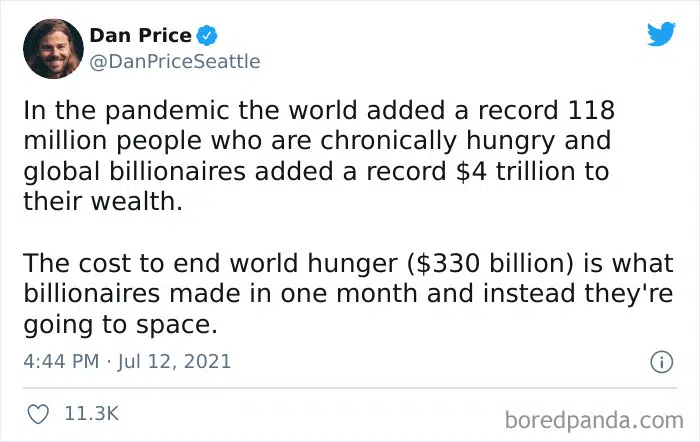 Dan Price
@DanPriceSeattle
In the pandemic the world added a record 118
million people who are chronically hungry and
global billionaires added a record $4 trillion to
their wealth.
The cost to end world hunger ($330 billion) is what
billionaires made in one month and instead they're
going to space.
4:44 PM · Jul 12, 2021
11.3K
boredpanda.com